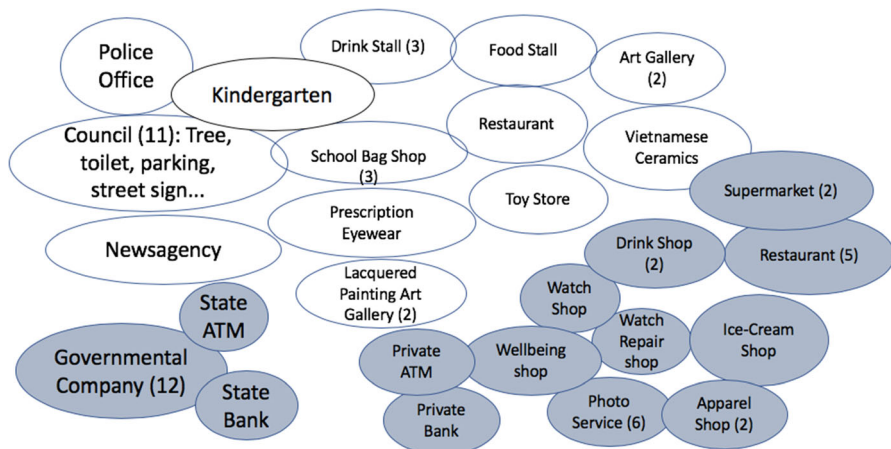 Police
Office
Kindergarten
Drink Stall (3)
Food Stall
Art Gallery
(2)
Council (11): Tree,
toilet, parking,
street sign...
School Bag Shop
(3)
Restaurant
Vietnamese
Ceramics
Supermarket (2)
Prescription
Eyewear
Toy Store
Newsagency
Drink Shop
(2)
Restaurant (5)
Lacquered
Painting Art
Gallery (2)
Watch
Shop
State
ATM
Watch
Repair
shop
Ice-Cream
Shop
Governmental
Company (12)
Private
ATM
Wellbeing
shop
State
Bank
Private
Bank
Photo
Service (6)
Apparel
Shop (2)